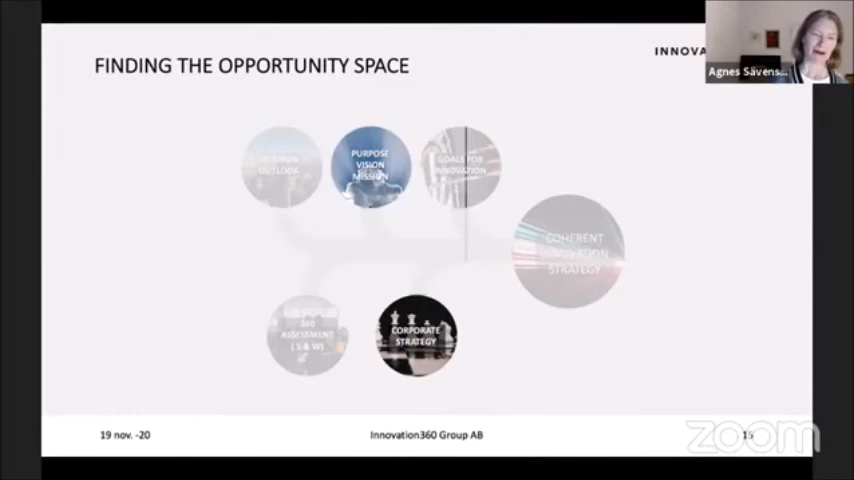 INNOVA
FINDING THE OPPORTUNITY SPACE
Agnes Sävens...
OUTLOOK
PURPOSE
VISION
MISSION
GOALS FOR
INNOVATION
COHERENT
INNOVATION
STRATEGY
360
ASSESSMENT
( S & W)
CORPORATE
STRATEGY
19 nov. -20
Innovation360 Group AB
15
zoom